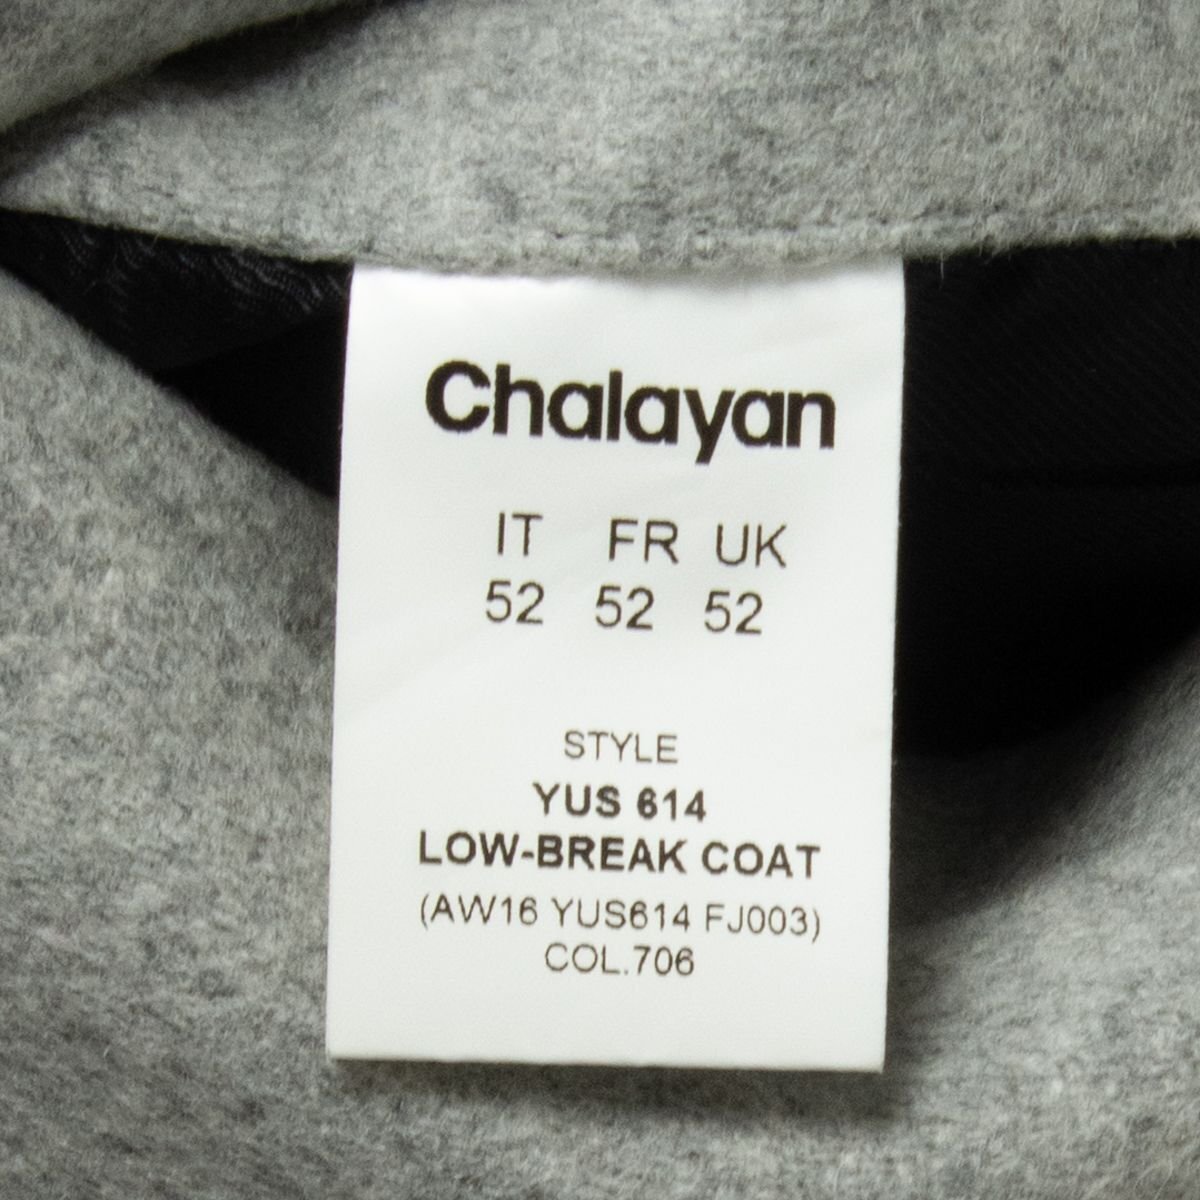 Chalayan
IT FR UK
52 52 52
STYLE
YUS 614
LOW-BREAK COAT
(AW16 YUS614 FJ003)
COL.706